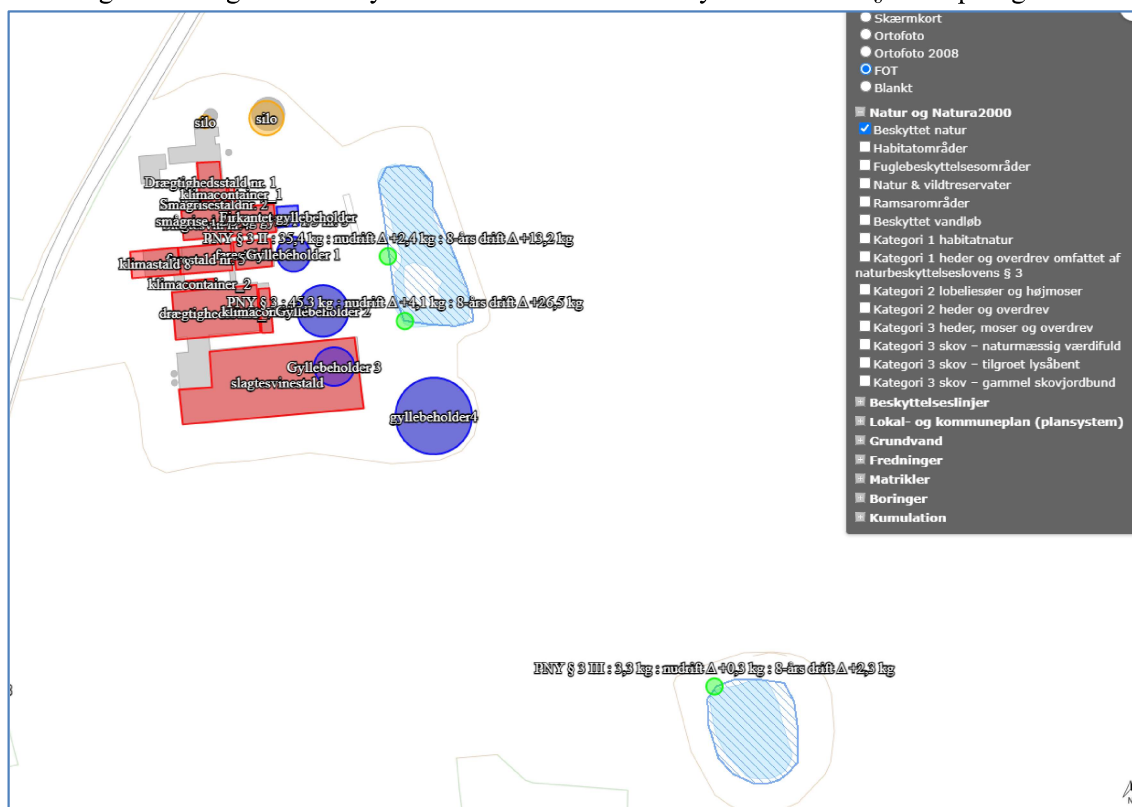 Skærmkort
Ortofoto
Ortofoto 2008
FOT
Blankt
Natur og Natura2000
Beskyttet natur
Habitatområder
Fuglebeskyttelsesområder
Natur & vildtreservater
Ramsarområder
Beskyttet vandløb
Kategori 1 habitatnatur
Kategori 1 heder og overdrev omfattet af
naturbeskyttelseslovens § 3
Kategori 2 lobeliesøer og højmoser
Kategori 2 heder og overdrev
Kategori 3 heder, moser og overdrev
Kategori 3 skov – naturmæssig værdifuld
Kategori 3 skov – tilgroet lysåbent
Kategori 3 skov – gammel skovjordbund
Beskyttelseslinjer
Lokal- og kommuneplan (plansystem)
Grundvand
Fredninger
Matrikler
Boringer
Kumulation
silo
silo
Drægtighedsstald nr. 1
klimacontainer_1
Smågrisestaldnr. 2
Firkantet gyllebeholder
PNY § 3 II : 35,4 kg : nudrift Δ +2,4 kg : 8-års drift Δ +13,2 kg
Gyllebeholder 1
klimastald 8
klimacontainer_2
PNY § 3 : 45,3 kg : nudrift Δ +4,1 kg : 8-års drift Δ +26,5 kg
Gyllebeholder 2
Gyllebeholder 3
slagtesvinestald
gyllebeholder4
PNY § 3 III : 3,3 kg : nudrift Δ +0,3 kg : 8-års drift Δ +2,3 kg